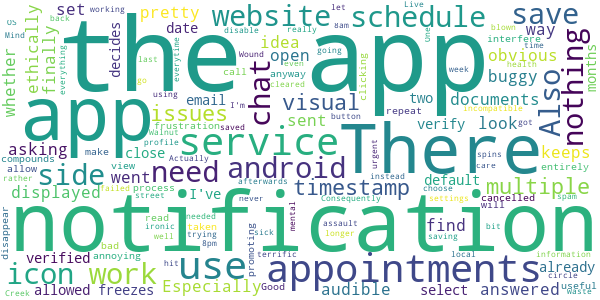 set pretty website schedule save
whether ethically finally date decides the app idea open way obvious buggy nothing
back US Mind everything interfere 8am blown
disable really going even last clicking call anyway
using Wound months
issues email chat visual documents Also
asking app sent two verify look keeps
service There
frustration repeat make Walnut button I'm everytime cleared saved got
time working let week health
compounds close side need android timestamp default multiple
allow view profile spins entirely
displayed process went I've Actually street rather
disappear notification
icon work use appointments find already
verified annoying Especially audible select answered
allowed freezes bad read hit well
cancelled will bit spam
failed needed afterwards instead urgent choose settings
incompatible Consequently never care
ironic taken trying sick mental assault longer
promoting terrific Good 8pm saving local circle
Creek Live useful waste information